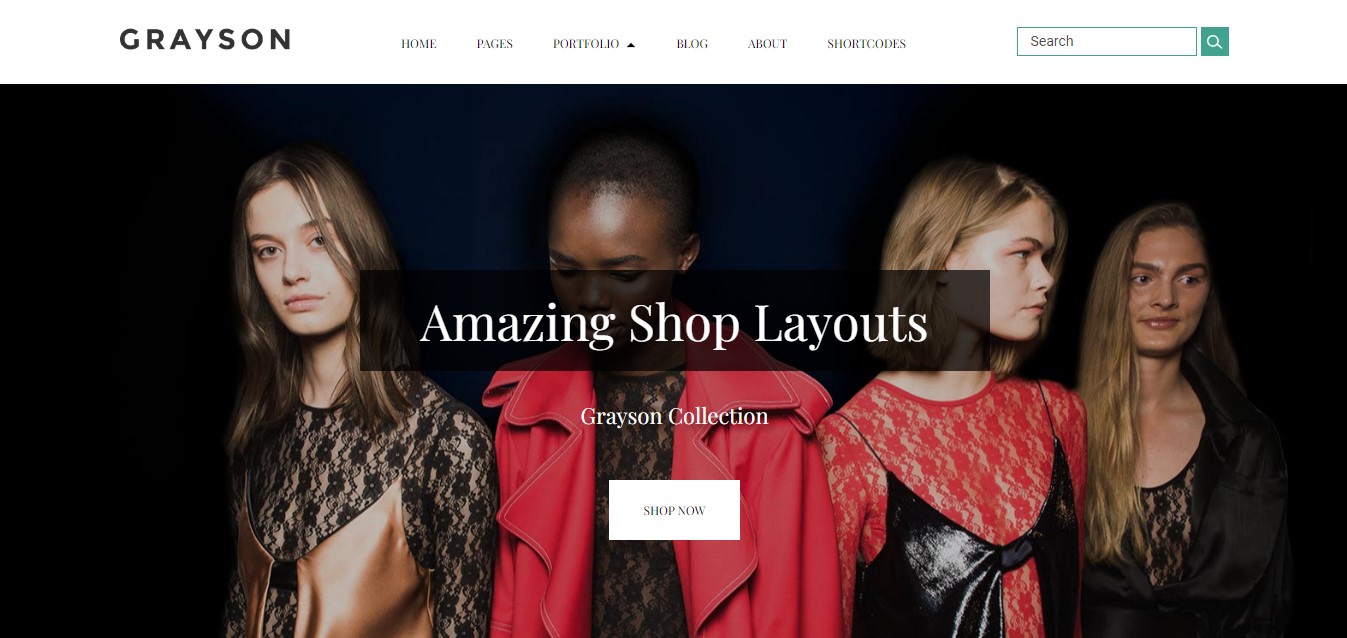 GRAYSON
HOME PAGES PORTFOLIO BLOG ABOUT SHORTCODES
Search
Amazing Shop Layouts
Grayson Collection
SHOP NOW